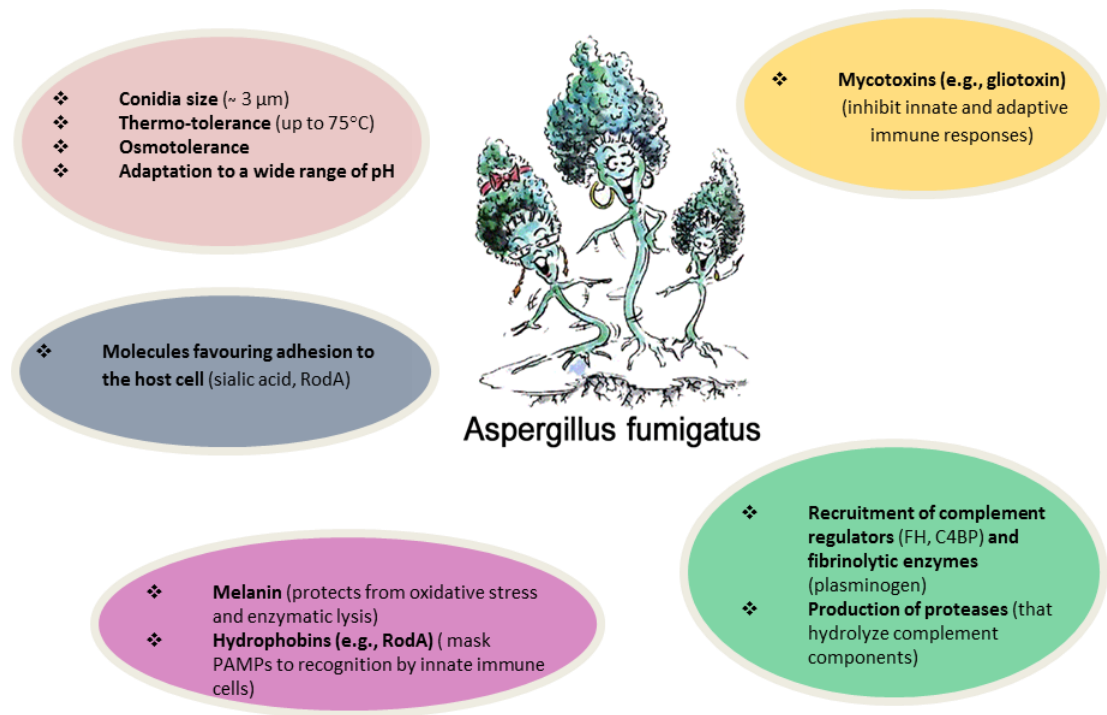 ❖ Conidia size (~ 3 µm)
❖ Thermo-tolerance (up to 75°C)
❖ Osmotolerance
❖ Adaptation to a wide range of pH
❖ Mycotoxins (e.g., gliotoxin)
(inhibit innate and adaptive
immune responses)
❖ Molecules favouring adhesion to
the host cell (sialic acid, RodA)
Aspergillus fumigatus
❖ Melanin (protects from oxidative stress
and enzymatic lysis)
❖ Hydrophobins (e.g., RodA) ( mask
PAMPs to recognition by innate immune
cells)
❖ Recruitment of complement
regulators (FH, C4BP) and
fibrinolytic enzymes
(plasminogen)
❖ Production of proteases (that
hydrolyze complement
components)